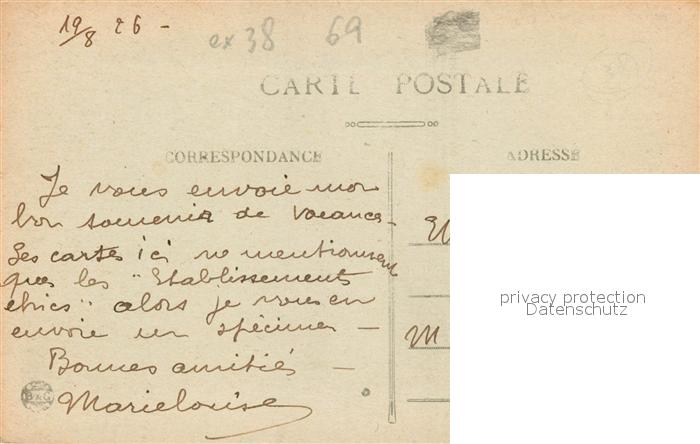 19/8 26 -
ex 38 69
CARTE POSTALE
CORRESPONDANCE
ADRESSE
Je vous envoie mon
bon souvenir de vacances -
Les cartes ici ne mentionnent
que les "Etablissements
chics" alors je vous en
envoie un spécimen -
Bonnes amitiés -
Marielouise
B & G
M
privacy protection
Datenschutz